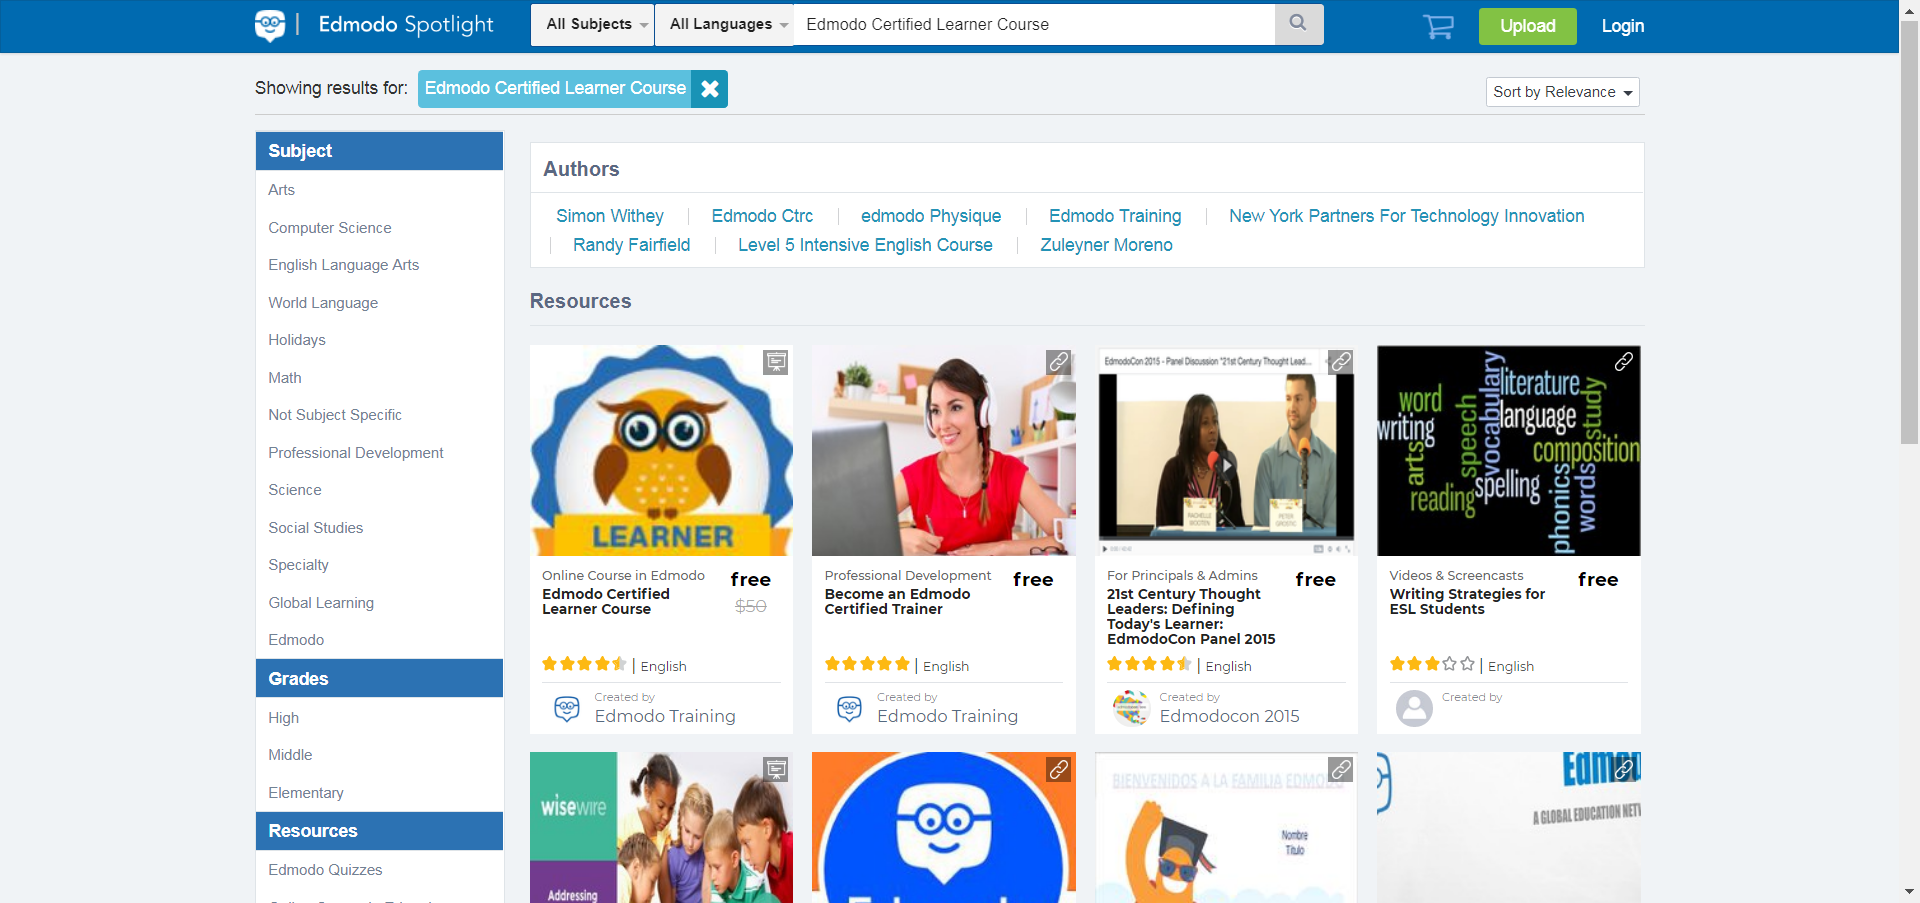 Edmodo Spotlight
All Subjects
All Languages
Edmodo Certified Learner Course
Upload
Login
Showing results for:
Edmodo Certified Learner Course
Sort by Relevance
Subject
Arts
Computer Science
English Language Arts
World Language
Holidays
Math
Not Subject Specific
Professional Development
Science
Social Studies
Specialty
Global Learning
Edmodo
Grades
High
Middle
Elementary
Resources
Edmodo Quizzes
Authors
Simon Withey
Edmodo Ctrc
edmodo Physique
Edmodo Training
New York Partners For Technology Innovation
Randy Fairfield
Level 5 Intensive English Course
Zuleyner Moreno
Resources
LEARNER
Online Course in Edmodo
free
Edmodo Certified
Learner Course
$50
English
Created by
Edmodo Training
Professional Development
free
Become an Edmodo
Certified Trainer
English
Created by
Edmodo Training
EdmodoCon 2015 - Panel Discussion "21st Century Thought Lead...
RACHELLE
PETER
For Principals & Admins
free
21st Century Thought
Leaders: Defining
Today's Learner:
EdmodoCon Panel 2015
English
Created by
Edmodocon 2015
word
writing
arts
reading
speech
vocabulary
spelling
literature
language
study
composition
phonics
words
Videos & Screencasts
free
Writing Strategies for
ESL Students
English
Created by
wisewire
Addressing
BIENVENIDOS A LA FAMILIA EDMODO
Nombre
Titulo
A GLOBAL EDUCATION NET